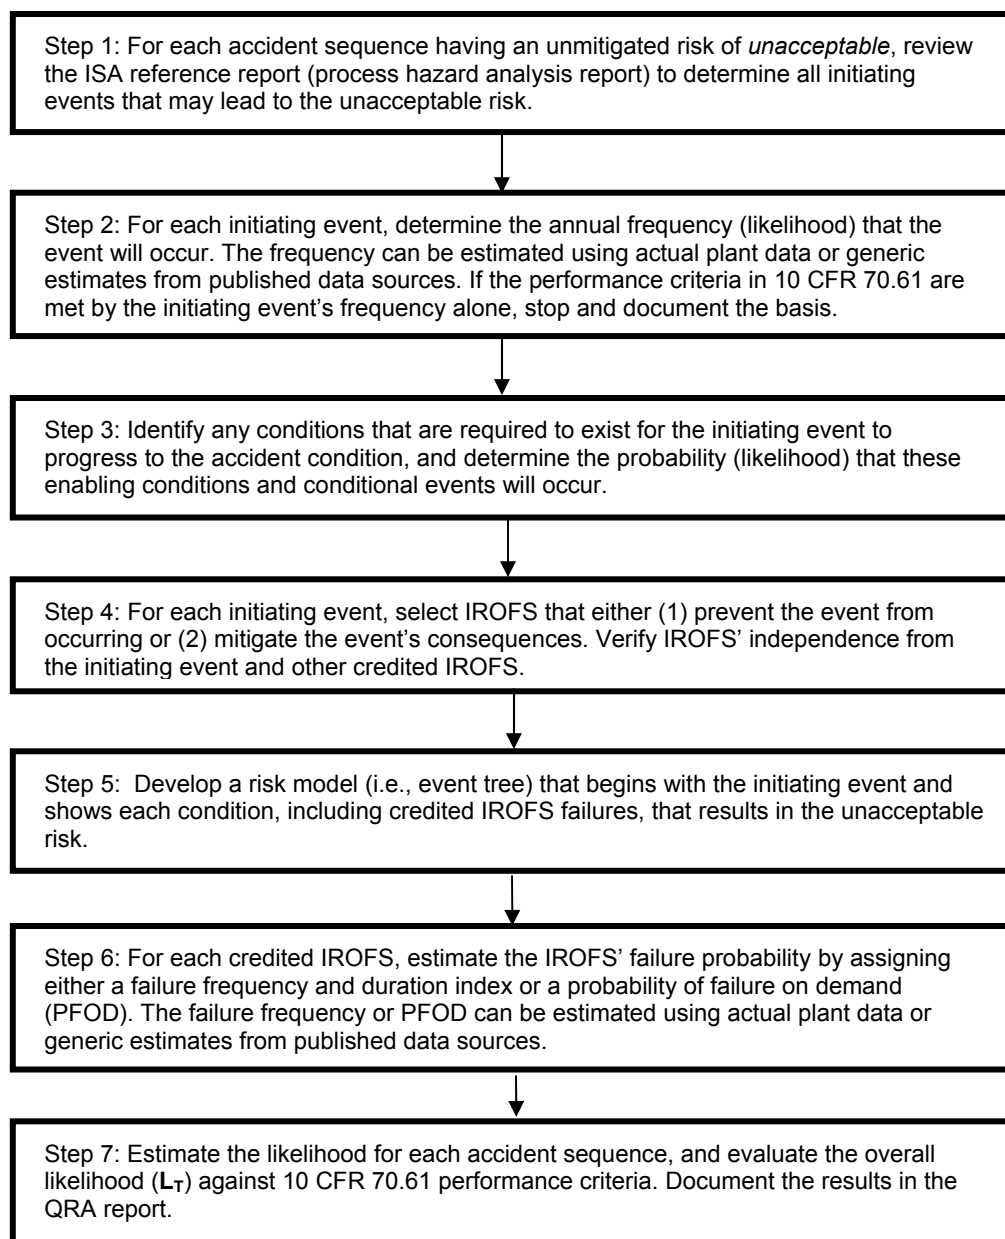 Step 1: For each accident sequence having an unmitigated risk of unacceptable, review
the ISA reference report (process hazard analysis report) to determine all initiating
events that may lead to the unacceptable risk.
Step 2: For each initiating event, determine the annual frequency (likelihood) that the
event will occur. The frequency can be estimated using actual plant data or generic
estimates from published data sources. If the performance criteria in 10 CFR 70.61 are
met by the initiating event's frequency alone, stop and document the basis.
Step 3: Identify any conditions that are required to exist for the initiating event to
progress to the accident condition, and determine the probability (likelihood) that these
enabling conditions and conditional events will occur.
Step 4: For each initiating event, select IROFS that either (1) prevent the event from
occurring or (2) mitigate the event's consequences. Verify IROFS' independence from
the initiating event and other credited IROFS.
Step 5:  Develop a risk model (i.e., event tree) that begins with the initiating event and
shows each condition, including credited IROFS failures, that results in the unacceptable
risk.
Step 6: For each credited IROFS, estimate the IROFS' failure probability by assigning
either a failure frequency and duration index or a probability of failure on demand
(PFOD). The failure frequency or PFOD can be estimated using actual plant data or
generic estimates from published data sources.
Step 7: Estimate the likelihood for each accident sequence, and evaluate the overall
likelihood (LT) against 10 CFR 70.61 performance criteria. Document the results in the
QRA report.